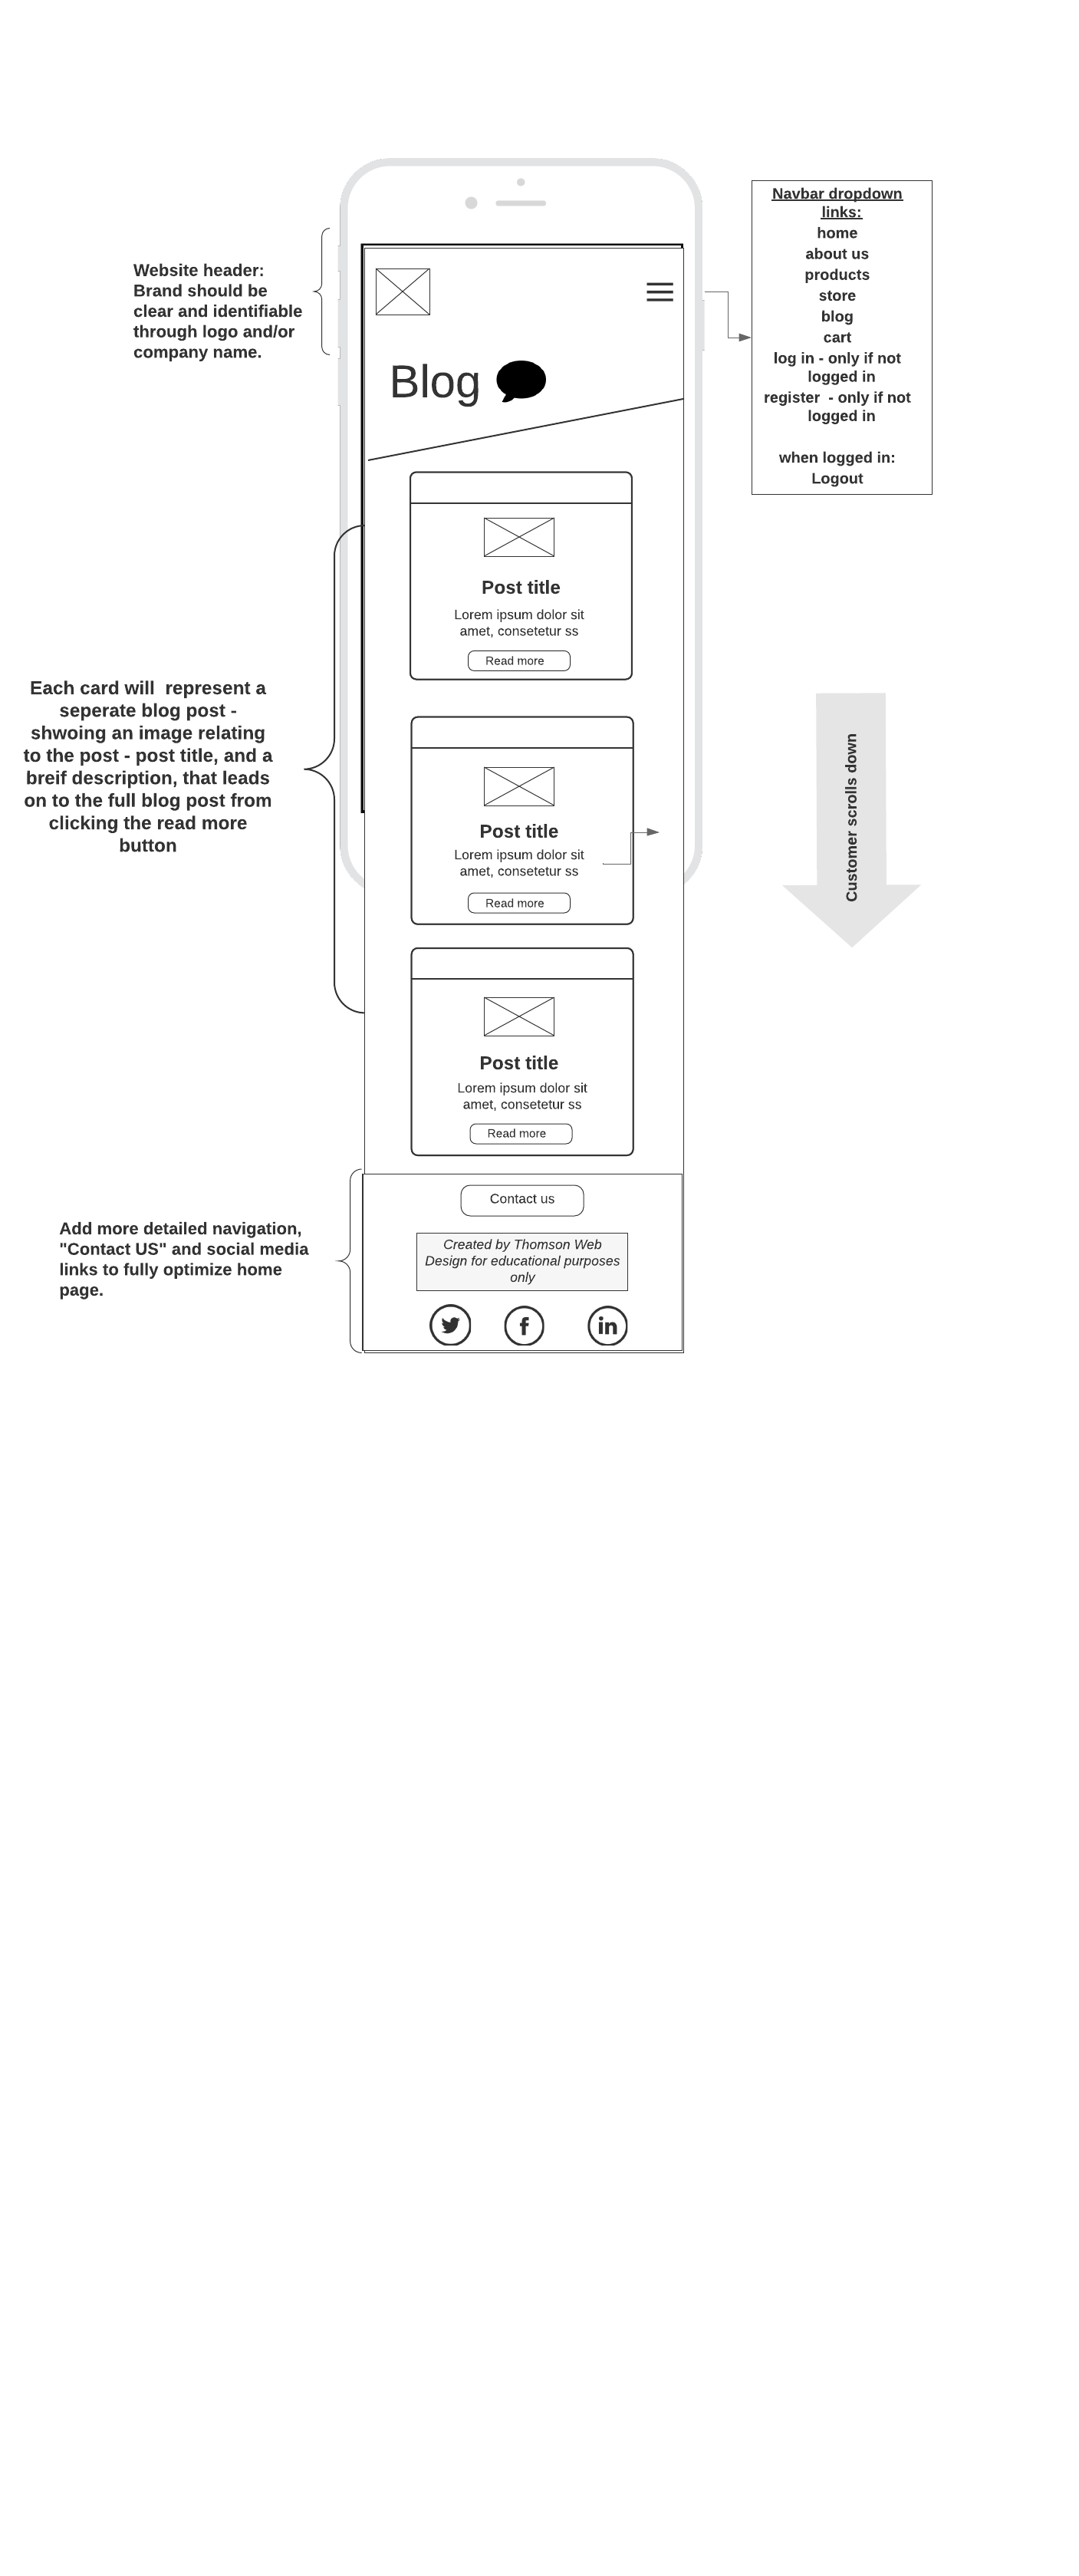 Website header:
Brand should be
clear and identifiable
through logo and/or
company name.
Navbar dropdown
links:
home
about us
products
store
blog
cart
log in - only if not
logged in
register  - only if not
logged in
when logged in:
Logout
Blog
Post title
Lorem ipsum dolor sit
amet, consetetur ss
Read more
Each card will  represent a
seperate blog post -
shwoing an image relating
to the post - post title, and a
breif description, that leads
on to the full blog post from
clicking the read more
button
Post title
Lorem ipsum dolor sit
amet, consetetur ss
Read more
Customer scrolls down
Post title
Lorem ipsum dolor sit
amet, consetetur ss
Read more
Add more detailed navigation,
"Contact US" and social media
links to fully optimize home
page.
Contact us
Created by Thomson Web
Design for educational purposes
only